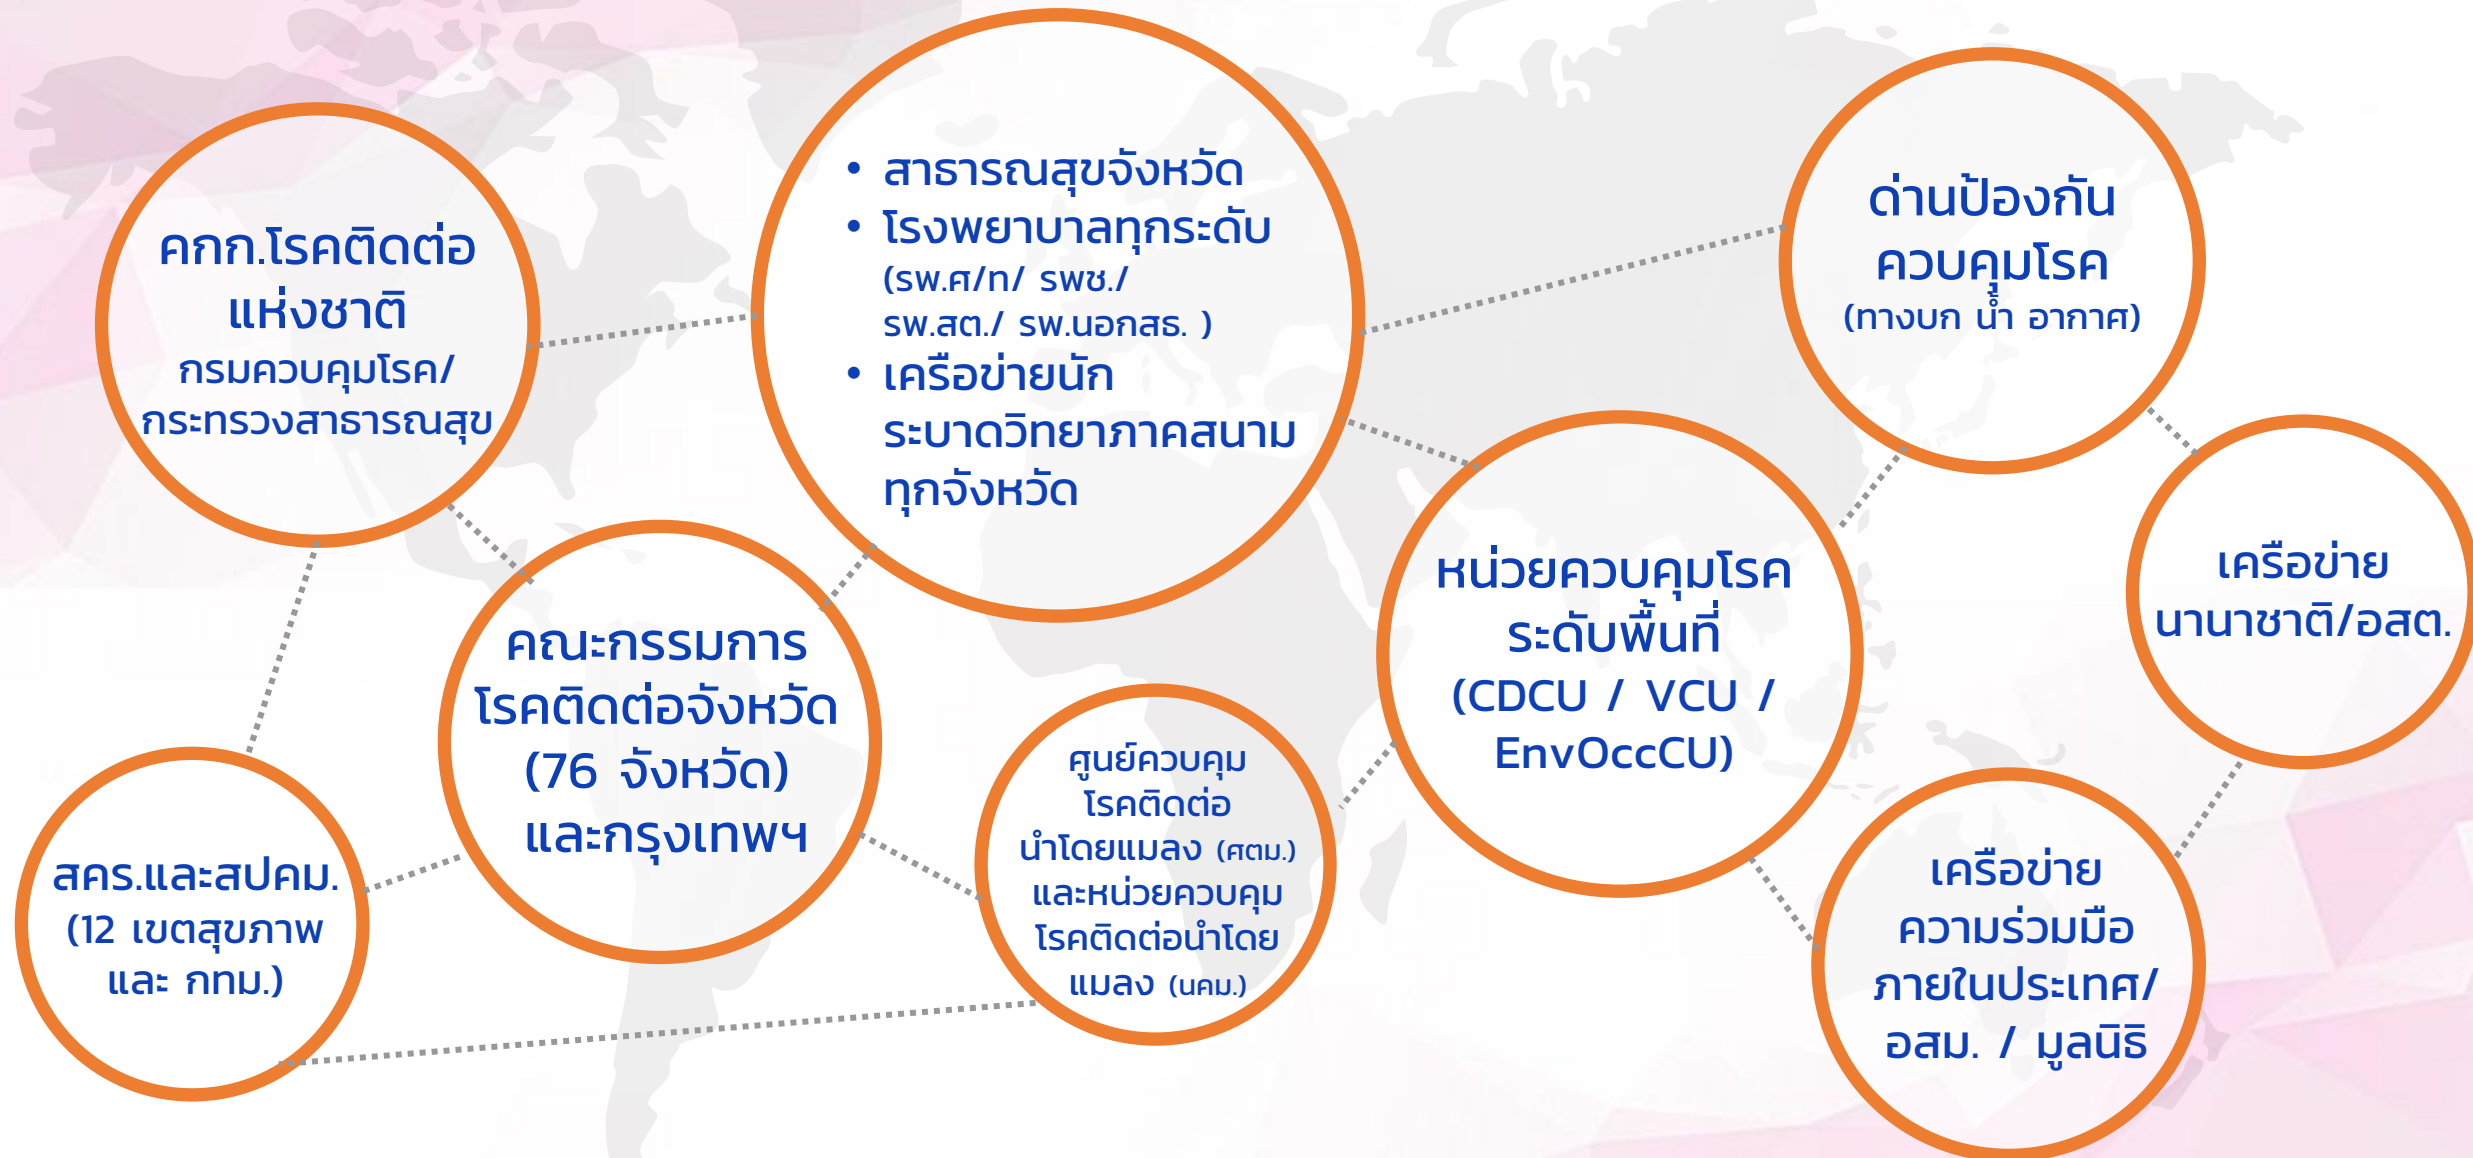 คกก.โรคติดต่อ
แห่งชาติ
กรมควบคุมโรค/
กระทรวงสาธารณสุข
• สาธารณสุขจังหวัด
• โรงพยาบาลทุกระดับ
(รพ.ศ/ท/ รพช./
รพ.สต./ รพ.นอกสธ. )
• เครือข่ายนัก
ระบาดวิทยาภาคสนาม
ทุกจังหวัด
ด่านป้องกัน
ควบคุมโรค
(ทางบก น้ำ อากาศ)
เครือข่าย
นานาชาติ/อสต.
หน่วยควบคุมโรค
ระดับพื้นที่
(CDCU / VCU /
EnvOccCU)
คณะกรรมการ
โรคติดต่อจังหวัด
(76 จังหวัด)
และกรุงเทพฯ
ศูนย์ควบคุม
โรคติดต่อ
นำโดยแมลง (ศตม.)
และหน่วยควบคุม
โรคติดต่อนำโดย
แมลง (นคม.)
สคร.และสปคม.
(12 เขตสุขภาพ
และ กทม.)
เครือข่าย
ความร่วมมือ
ภายในประเทศ/
อสม. / มูลนิธิ